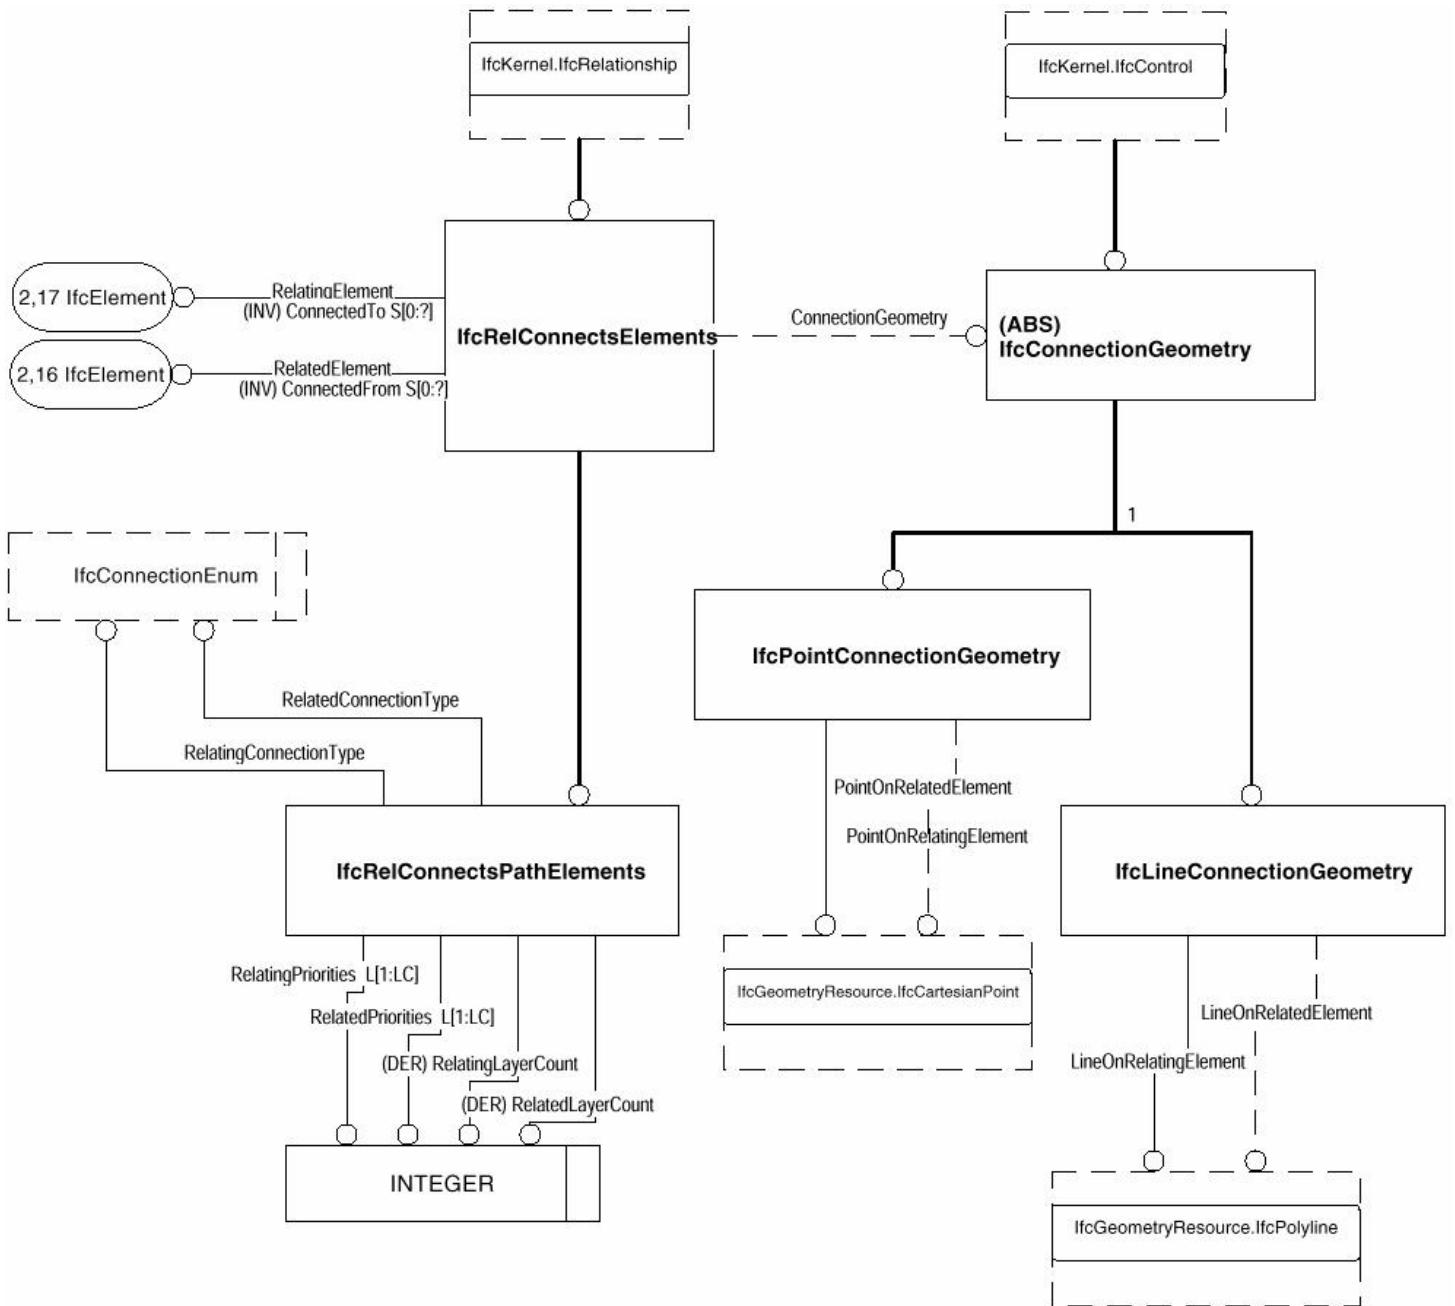 IfcKernel.IfcRelationship
IfcKernel.IfcControl
2,17 IfcElement
RelatingElement
(INV) ConnectedTo S[0:?]
2,16 IfcElement
RelatedElement
(INV) ConnectedFrom S[0:?]
IfcRelConnectsElements
ConnectionGeometry
(ABS)
IfcConnectionGeometry
1
IfcConnectionEnum
RelatedConnectionType
RelatingConnectionType
IfcPointConnectionGeometry
PointOnRelatedElement
PointOnRelatingElement
IfcRelConnectsPathElements
IfcLineConnectionGeometry
RelatingPriorities L[1:LC]
RelatedPriorities L[1:LC]
(DER) RelatingLayerCount
(DER) RelatedLayerCount
IfcGeometryResource.IfcCartesianPoint
LineOnRelatedElement
LineOnRelatingElement
INTEGER
IfcGeometryResource.IfcPolyline